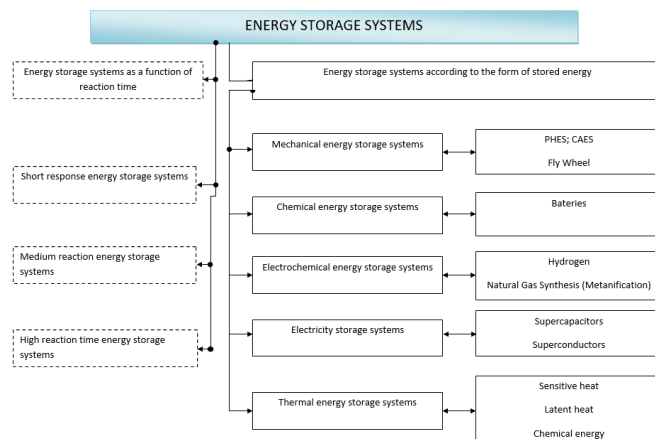 ENERGY STORAGE SYSTEMS
Energy storage systems as a function of
reaction time
Energy storage systems according to the form of stored energy
Mechanical energy storage systems
PHES; CAES
Fly Wheel
Short response energy storage systems
Chemical energy storage systems
Bateries
Medium reaction energy storage
systems
Electrochemical energy storage systems
Hydrogen
Natural Gas Synthesis (Metanification)
High reaction time energy storage
systems
Electricity storage systems
Supercapacitors
Superconductors
Thermal energy storage systems
Sensitive heat
Latent heat
Chemical energy